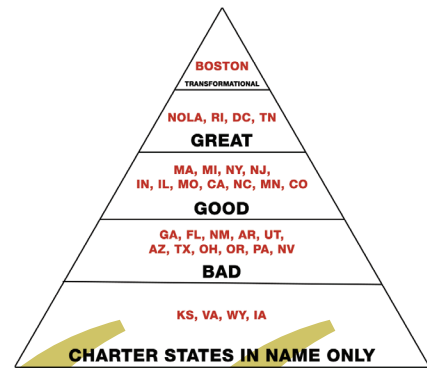 BOSTON
TRANSFORMATIONAL
NOLA, RI, DC, TN
GREAT
MA, MI, NY, NJ,
IN, IL, MO, CA, NC, MN, CO
GOOD
GA, FL, NM, AR, UT,
AZ, TX, OH, OR, PA, NV
BAD
KS, VA, WY, IA
CHARTER STATES IN NAME ONLY